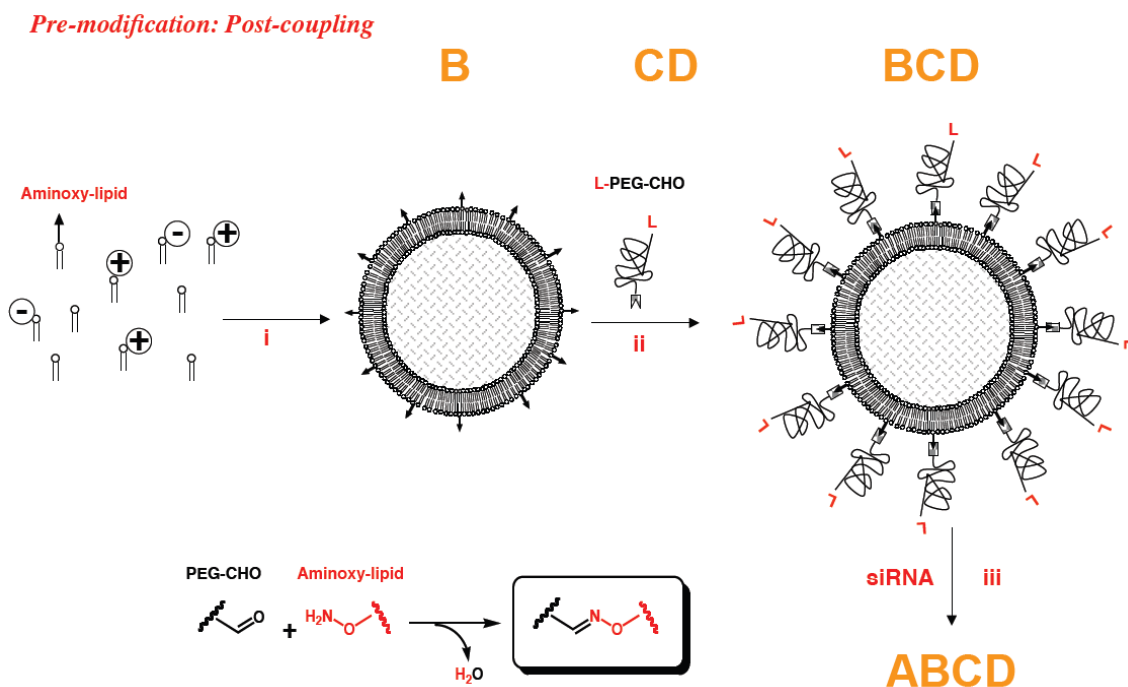 Pre-modification: Post-coupling
B CD BCD
Aminoxy-lipid
L-PEG-CHO
L
L
L
L
L
L
L
L
L
L
L
L
L
L
- +
+
-
+
i
ii
siRNA iii
ABCD
PEG-CHO Aminoxy-lipid
O + H₂N O
N O
H₂O